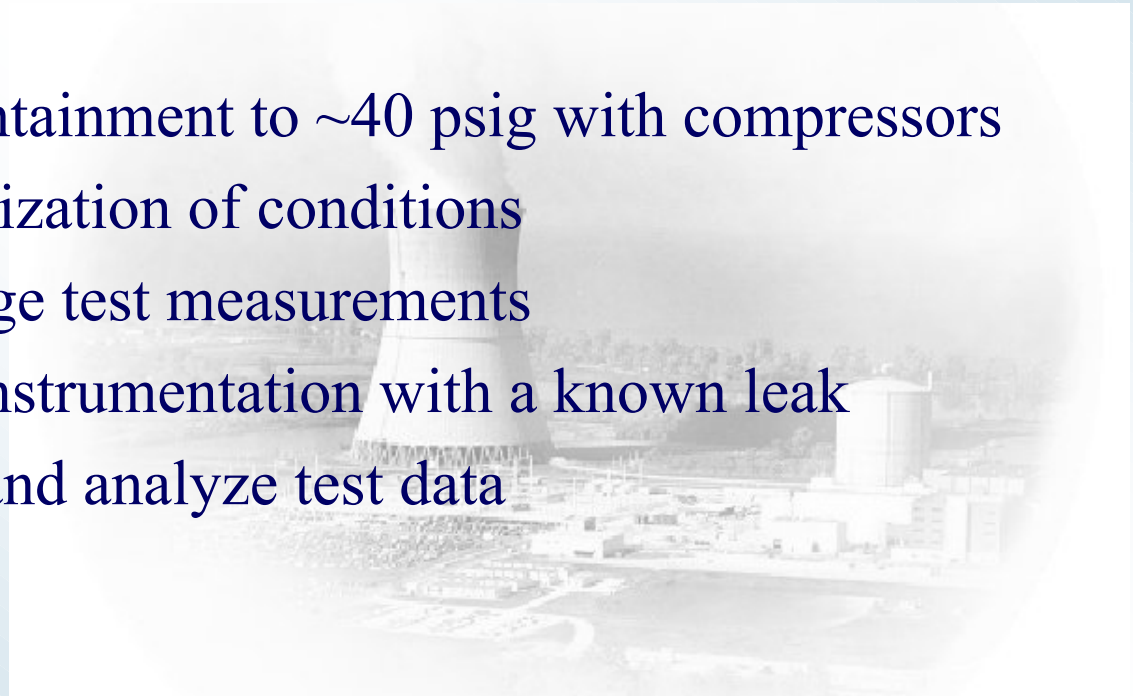 ntainment to ~40 psig with compressors
ization of conditions
ge test measurements
nstrumentation with a known leak
and analyze test data